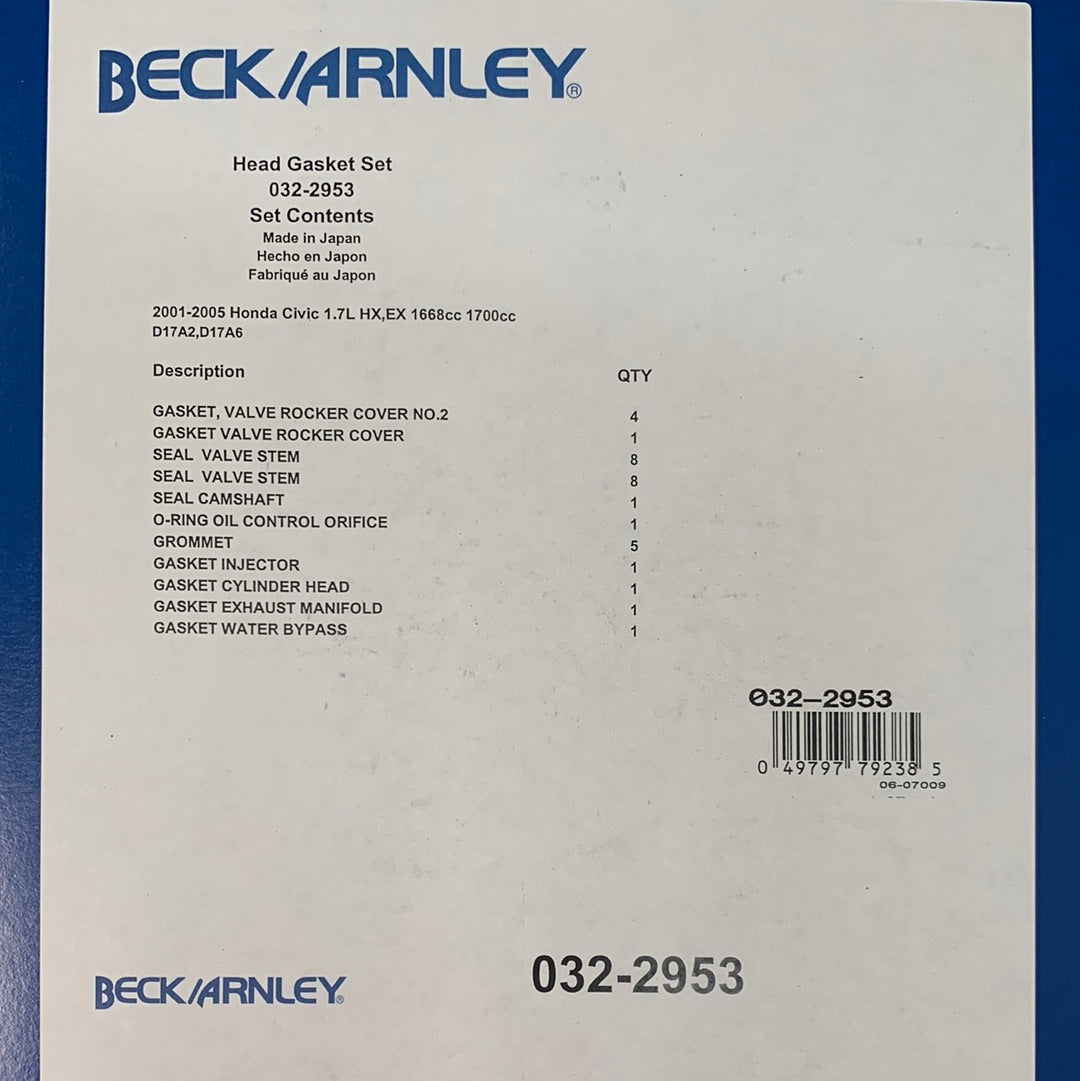 BECK/ARNLEY®
Head Gasket Set
032-2953
Set Contents
Made in Japan
Hecho en Japon
Fabriqué au Japon
2001-2005 Honda Civic 1.7L HX,EX 1668cc 1700cc
D17A2,D17A6
Description QTY
GASKET, VALVE ROCKER COVER NO.2 4
GASKET VALVE ROCKER COVER 1
SEAL VALVE STEM 8
SEAL VALVE STEM 8
SEAL CAMSHAFT 1
O-RING OIL CONTROL ORIFICE 1
GROMMET 5
GASKET INJECTOR 1
GASKET CYLINDER HEAD 1
GASKET EXHAUST MANIFOLD 1
GASKET WATER BYPASS 1
032-2953
0 49797 79238 5
06-07009
BECK/ARNLEY® 032-2953